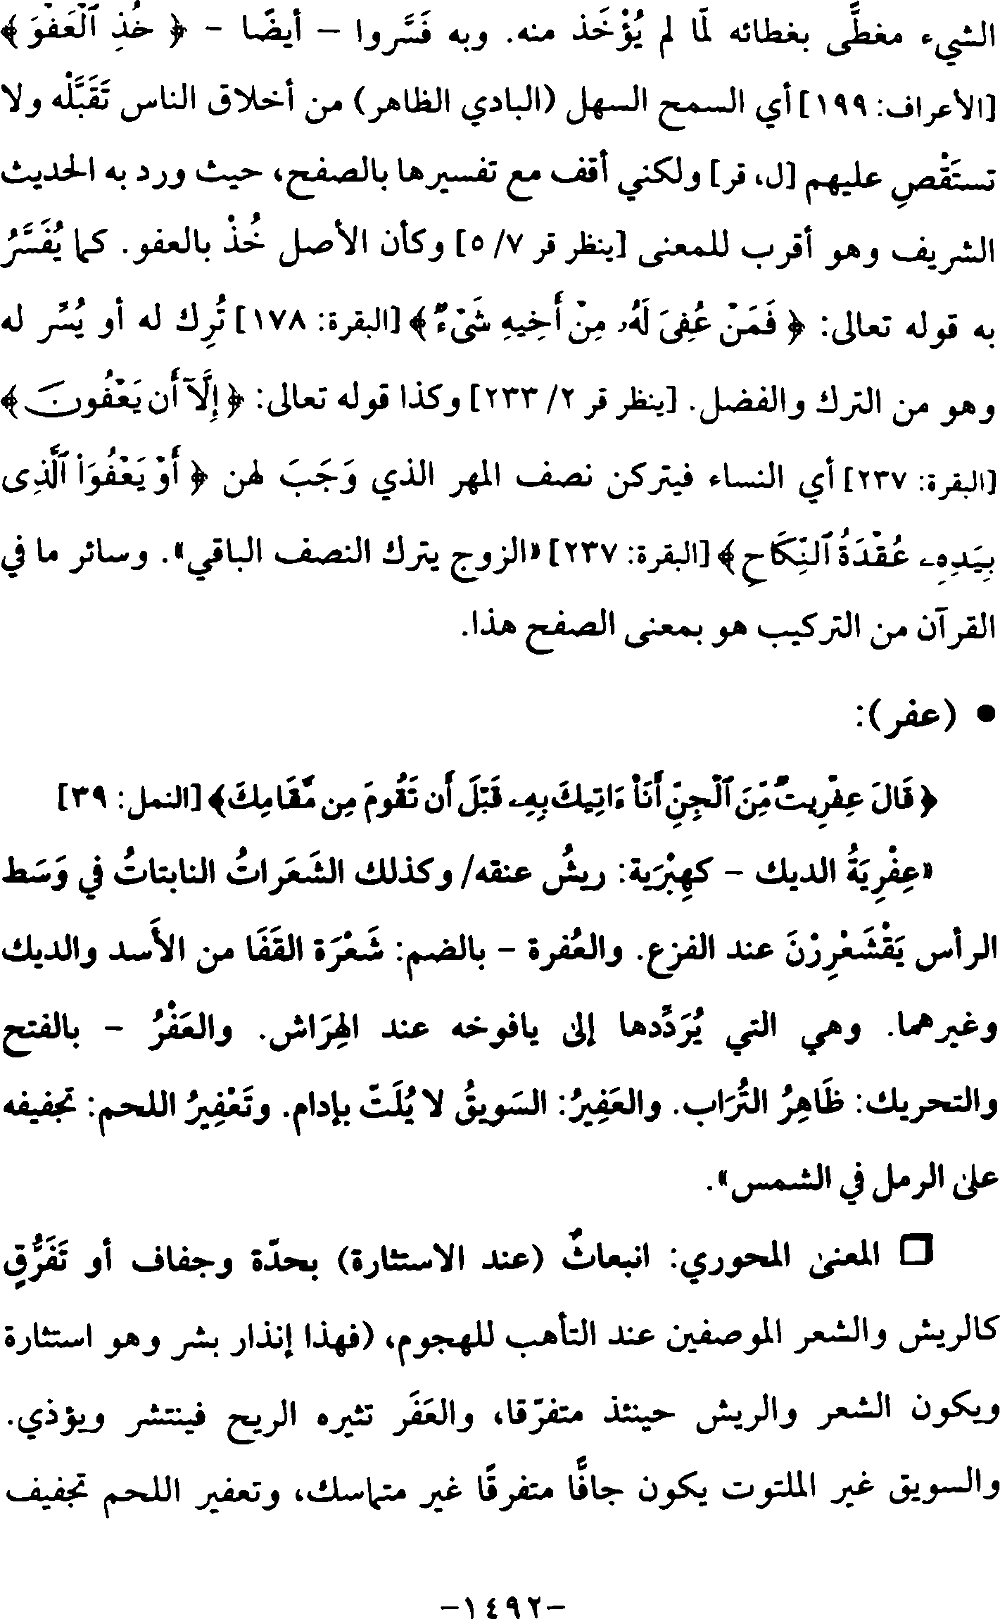 الشيء مغطًّى بغطائه لمّا لم يُؤْخَذ منه. وبه فَسَّروا – أيضًا – ﴿ خُذِ ٱلْعَفْوَ ﴾
[الأعراف: ١٩٩] أي السمح السهل (البادي الظاهر) من أخلاق الناس تَقَبَّلْه ولا
تستَقْصِ عليهم [ل، قر] ولكني أقف مع تفسيرها بالصفح، حيث ورد به الحديث
الشريف وهو أقرب للمعنى [ينظر قر ٧/ ٥] وكأن الأصل خُذْ بالعفو. كما يُفَسَّرُ
به قوله تعالى: ﴿ فَمَنْ عُفِىَ لَهُۥ مِنْ أَخِيهِ شَىْءٌ ﴾ [البقرة: ١٧٨] تُرِك له أو يُسِّر له
وهو من الترك والفضل. [ينظر قر ٢/ ٢٣٣] وكذا قوله تعالى: ﴿ إِلَّآ أَن يَعْفُونَ ﴾
[البقرة: ٢٣٧] أي النساء فيتركن نصف المهر الذي وَجَبَ لهن ﴿ أَوْ يَعْفُوَا۟ ٱلَّذِى
بِيَدِهِۦ عُقْدَةُ ٱلنِّكَاحِ ﴾ [البقرة: ٢٣٧] «الزوج يترك النصف الباقي». وسائر ما في
القرآن من التركيب هو بمعنى الصفح هذا.
• (عفر):
﴿ قَالَ عِفْرِيتٌ مِّنَ ٱلْجِنِّ أَنَا۠ ءَاتِيكَ بِهِۦ قَبْلَ أَن تَقُومَ مِن مَّقَامِكَ ﴾ [النمل: ٣٩]
«عِفْرِيَةُ الديك – كهِبْرَية: ريشُ عنقه/ وكذلك الشَعَراتُ النابتاتُ في وَسَط
الرأس يَقْشَعْرِرْنَ عند الفزع. والعُفرة – بالضم: شَعْرَة القَفَا من الأَسد والديك
وغيرهما. وهي التي يُرَدِّدها إلىٰ يافوخه عند الهِرَاش. والعَفْرُ – بالفتح
والتحريك: ظَاهِرُ التُّرَاب. والعَفِيرُ: السَويقُ لا يُلَتّ بإدام. وتَعْفِيرُ اللحم: تجفيفه
علىٰ الرمل في الشمس».
❒ المعنىٰ المحوري: انبعاثٌ (عند الاستثارة) بحدّة وجفاف أو تَفَرُّقٍ
كالريش والشعر الموصفين عند التأهب للهجوم، (فهذا إنذار بشر وهو استثارة
ويكون الشعر والريش حينئذ متفرّقا، والعَفَر تثيره الريح فينتشر ويؤذي.
والسويق غير الملتوت يكون جافًّا متفرقًا غير متماسك، وتعفير اللحم تجفيف
–١٤٩٢–